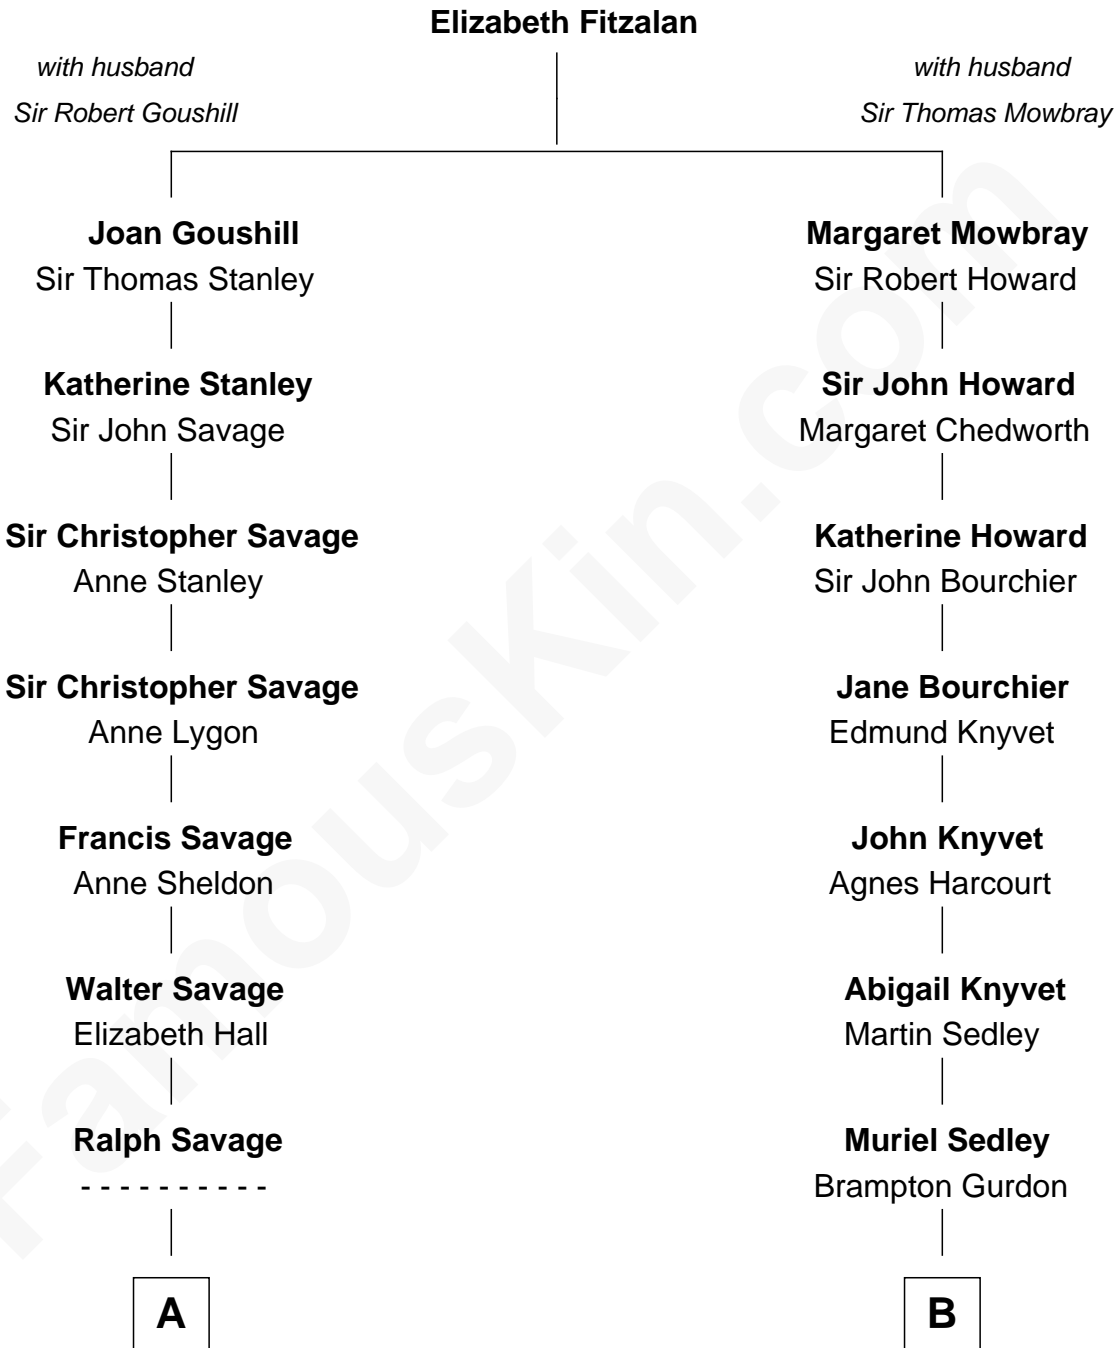 Elizabeth Fitzalan
with husband
Sir Robert Goushill
with husband
Sir Thomas Mowbray
Joan Goushill
Sir Thomas Stanley
Margaret Mowbray
Sir Robert Howard
Katherine Stanley
Sir John Savage
Sir John Howard
Margaret Chedworth
Sir Christopher Savage
Anne Stanley
Katherine Howard
Sir John Bourchier
Sir Christopher Savage
Anne Lygon
Jane Bourchier
Edmund Knyvet
Francis Savage
Anne Sheldon
John Knyvet
Agnes Harcourt
Walter Savage
Elizabeth Hall
Abigail Knyvet
Martin Sedley
Ralph Savage
- - - - - - - - - -
Muriel Sedley
Brampton Gurdon
A
B
FamousKin.com